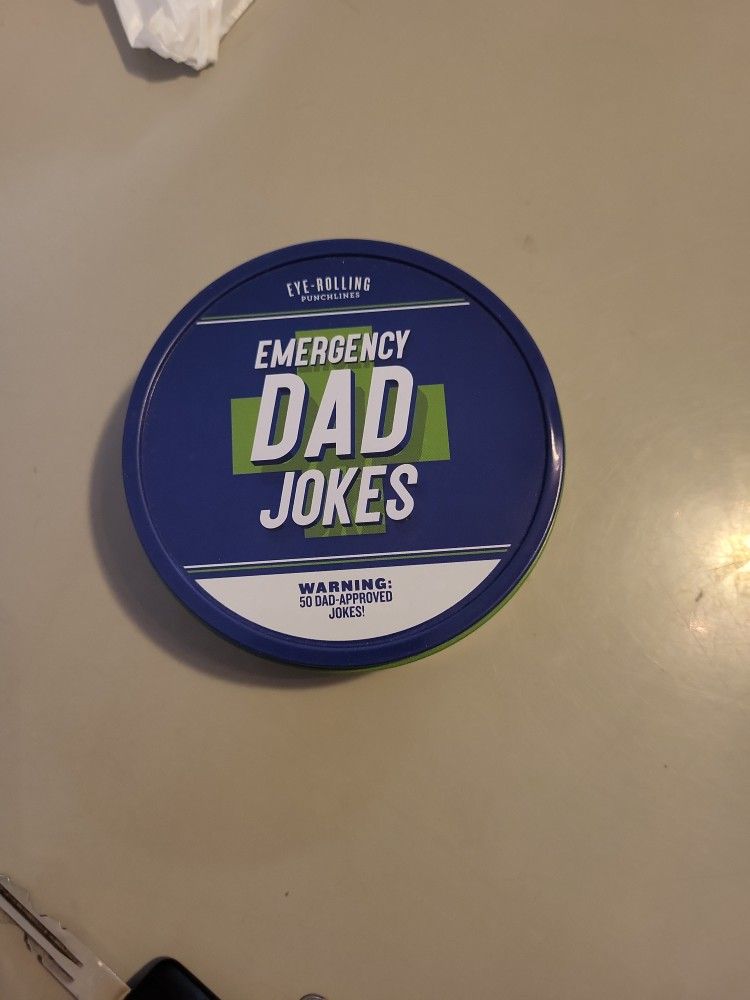 EYE-ROLLING
PUNCHLINES
EMERGENCY
DAD
JOKES
WARNING:
50 DAD-APPROVED
JOKES!